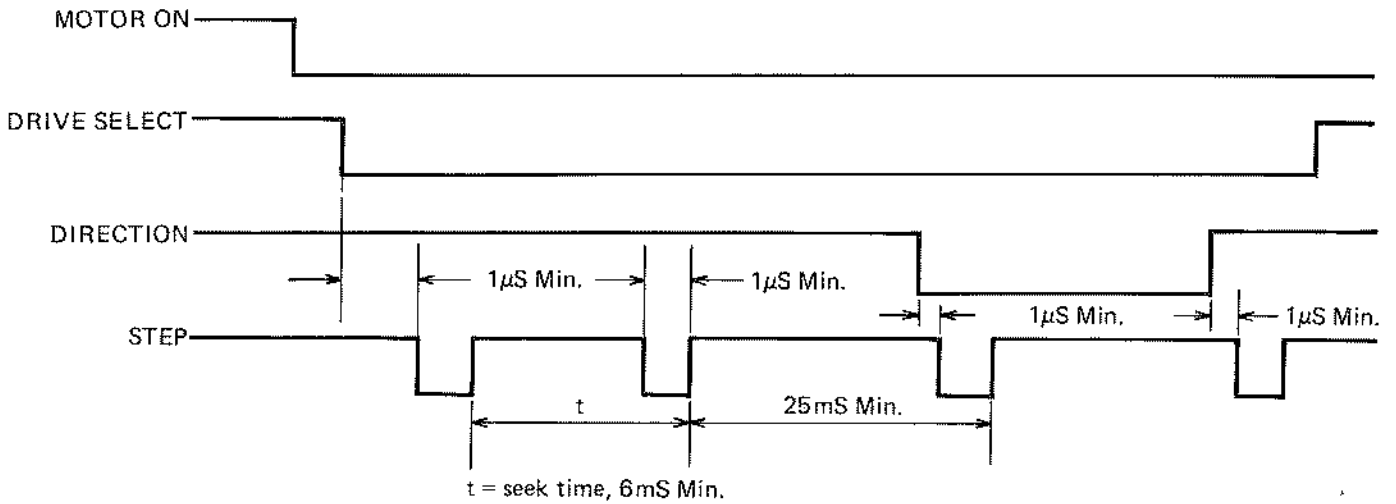 MOTOR ON
DRIVE SELECT
DIRECTION
1μS Min.
1μS Min.
1μS Min.
1μS Min.
STEP
t
25mS Min.
t = seek time, 6mS Min.